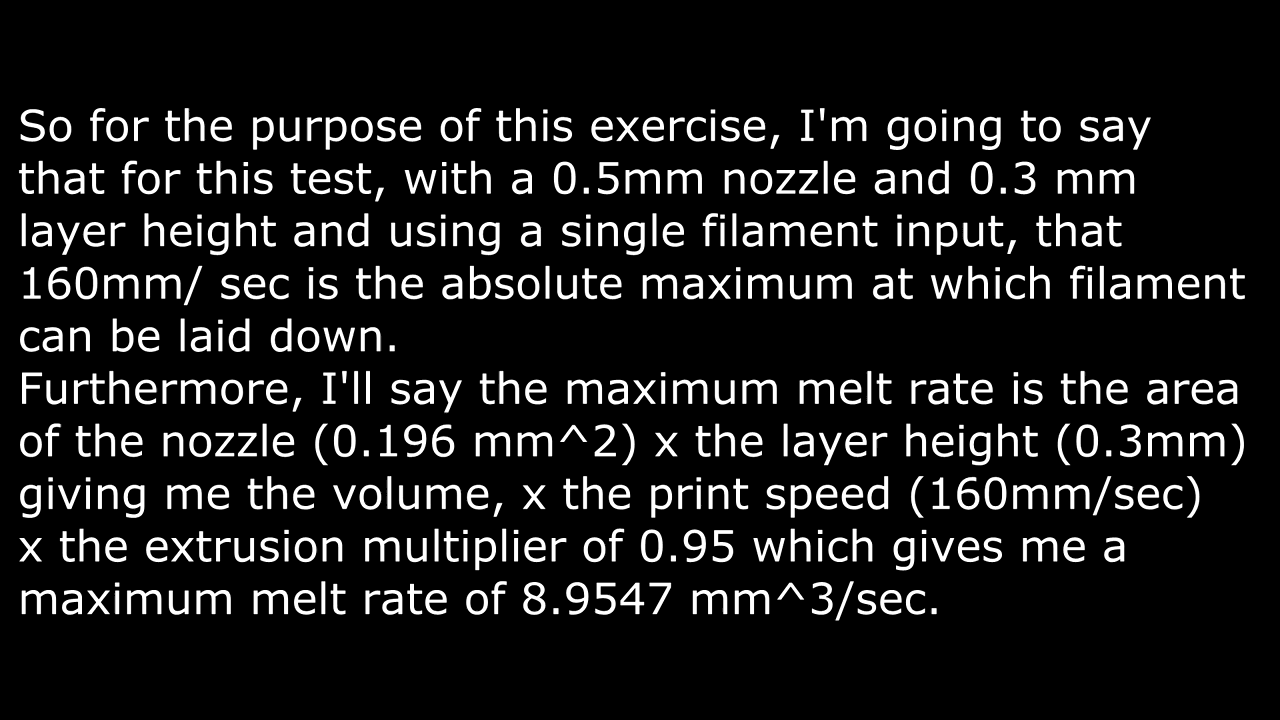 So for the purpose of this exercise, I'm going to say
that for this test, with a 0.5mm nozzle and 0.3 mm
layer height and using a single filament input, that
160mm/ sec is the absolute maximum at which filament
can be laid down.
Furthermore, I'll say the maximum melt rate is the area
of the nozzle (0.196 mm^2) x the layer height (0.3mm)
giving me the volume, x the print speed (160mm/sec)
x the extrusion multiplier of 0.95 which gives me a
maximum melt rate of 8.9547 mm^3/sec.